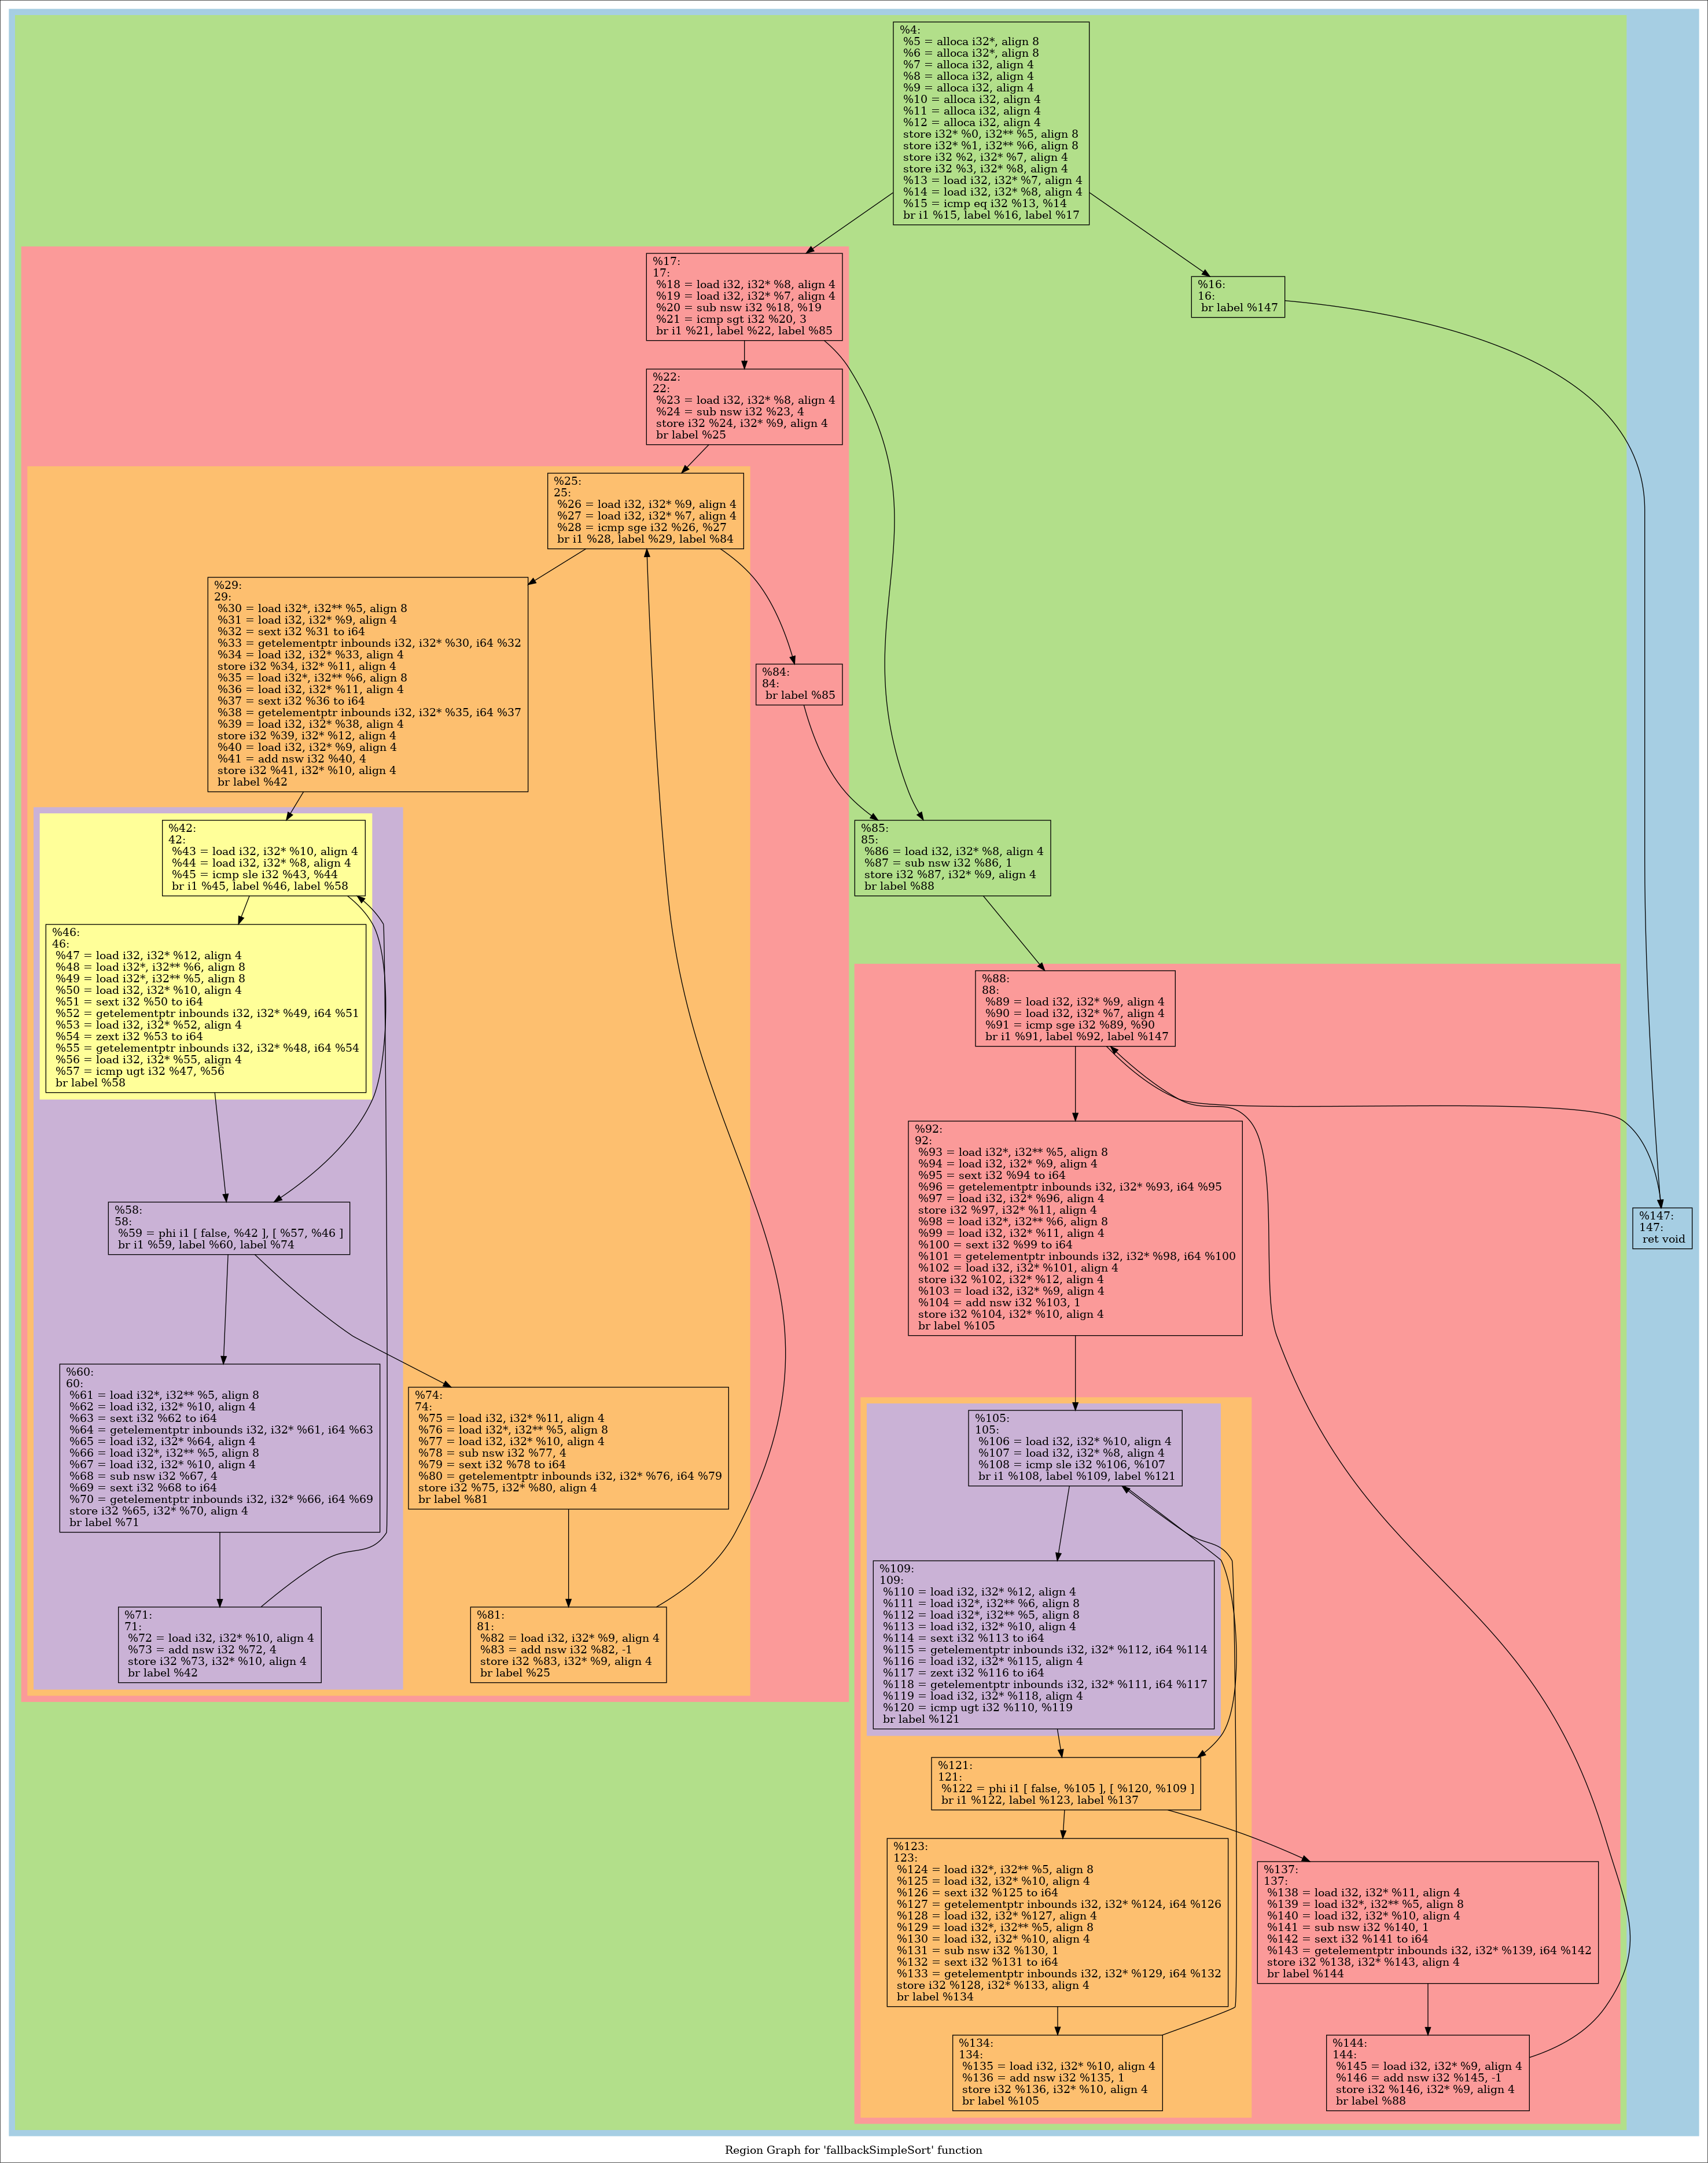 %4:
%5 = alloca i32*, align 8
%6 = alloca i32*, align 8
%7 = alloca i32, align 4
%8 = alloca i32, align 4
%9 = alloca i32, align 4
%10 = alloca i32, align 4
%11 = alloca i32, align 4
%12 = alloca i32, align 4
store i32* %0, i32** %5, align 8
store i32* %1, i32** %6, align 8
store i32 %2, i32* %7, align 4
store i32 %3, i32* %8, align 4
%13 = load i32, i32* %7, align 4
%14 = load i32, i32* %8, align 4
%15 = icmp eq i32 %13, %14
br i1 %15, label %16, label %17
%17:
17:
%18 = load i32, i32* %8, align 4
%19 = load i32, i32* %7, align 4
%20 = sub nsw i32 %18, %19
%21 = icmp sgt i32 %20, 3
br i1 %21, label %22, label %85
%16:
16:
br label %147
%22:
22:
%23 = load i32, i32* %8, align 4
%24 = sub nsw i32 %23, 4
store i32 %24, i32* %9, align 4
br label %25
%25:
25:
%26 = load i32, i32* %9, align 4
%27 = load i32, i32* %7, align 4
%28 = icmp sge i32 %26, %27
br i1 %28, label %29, label %84
%29:
29:
%30 = load i32*, i32** %5, align 8
%31 = load i32, i32* %9, align 4
%32 = sext i32 %31 to i64
%33 = getelementptr inbounds i32, i32* %30, i64 %32
%34 = load i32, i32* %33, align 4
store i32 %34, i32* %11, align 4
%35 = load i32*, i32** %6, align 8
%36 = load i32, i32* %11, align 4
%37 = sext i32 %36 to i64
%38 = getelementptr inbounds i32, i32* %35, i64 %37
%39 = load i32, i32* %38, align 4
store i32 %39, i32* %12, align 4
%40 = load i32, i32* %9, align 4
%41 = add nsw i32 %40, 4
store i32 %41, i32* %10, align 4
br label %42
%84:
84:
br label %85
%42:
42:
%43 = load i32, i32* %10, align 4
%44 = load i32, i32* %8, align 4
%45 = icmp sle i32 %43, %44
br i1 %45, label %46, label %58
%85:
85:
%86 = load i32, i32* %8, align 4
%87 = sub nsw i32 %86, 1
store i32 %87, i32* %9, align 4
br label %88
%46:
46:
%47 = load i32, i32* %12, align 4
%48 = load i32*, i32** %6, align 8
%49 = load i32*, i32** %5, align 8
%50 = load i32, i32* %10, align 4
%51 = sext i32 %50 to i64
%52 = getelementptr inbounds i32, i32* %49, i64 %51
%53 = load i32, i32* %52, align 4
%54 = zext i32 %53 to i64
%55 = getelementptr inbounds i32, i32* %48, i64 %54
%56 = load i32, i32* %55, align 4
%57 = icmp ugt i32 %47, %56
br label %58
%88:
88:
%89 = load i32, i32* %9, align 4
%90 = load i32, i32* %7, align 4
%91 = icmp sge i32 %89, %90
br i1 %91, label %92, label %147
%92:
92:
%93 = load i32*, i32** %5, align 8
%94 = load i32, i32* %9, align 4
%95 = sext i32 %94 to i64
%96 = getelementptr inbounds i32, i32* %93, i64 %95
%97 = load i32, i32* %96, align 4
store i32 %97, i32* %11, align 4
%98 = load i32*, i32** %6, align 8
%99 = load i32, i32* %11, align 4
%100 = sext i32 %99 to i64
%101 = getelementptr inbounds i32, i32* %98, i64 %100
%102 = load i32, i32* %101, align 4
store i32 %102, i32* %12, align 4
%103 = load i32, i32* %9, align 4
%104 = add nsw i32 %103, 1
store i32 %104, i32* %10, align 4
br label %105
%147:
147:
ret void
%58:
58:
%59 = phi i1 [ false, %42 ], [ %57, %46 ]
br i1 %59, label %60, label %74
%60:
60:
%61 = load i32*, i32** %5, align 8
%62 = load i32, i32* %10, align 4
%63 = sext i32 %62 to i64
%64 = getelementptr inbounds i32, i32* %61, i64 %63
%65 = load i32, i32* %64, align 4
%66 = load i32*, i32** %5, align 8
%67 = load i32, i32* %10, align 4
%68 = sub nsw i32 %67, 4
%69 = sext i32 %68 to i64
%70 = getelementptr inbounds i32, i32* %66, i64 %69
store i32 %65, i32* %70, align 4
br label %71
%74:
74:
%75 = load i32, i32* %11, align 4
%76 = load i32*, i32** %5, align 8
%77 = load i32, i32* %10, align 4
%78 = sub nsw i32 %77, 4
%79 = sext i32 %78 to i64
%80 = getelementptr inbounds i32, i32* %76, i64 %79
store i32 %75, i32* %80, align 4
br label %81
%105:
105:
%106 = load i32, i32* %10, align 4
%107 = load i32, i32* %8, align 4
%108 = icmp sle i32 %106, %107
br i1 %108, label %109, label %121
%71:
71:
%72 = load i32, i32* %10, align 4
%73 = add nsw i32 %72, 4
store i32 %73, i32* %10, align 4
br label %42
%81:
81:
%82 = load i32, i32* %9, align 4
%83 = add nsw i32 %82, -1
store i32 %83, i32* %9, align 4
br label %25
%109:
109:
%110 = load i32, i32* %12, align 4
%111 = load i32*, i32** %6, align 8
%112 = load i32*, i32** %5, align 8
%113 = load i32, i32* %10, align 4
%114 = sext i32 %113 to i64
%115 = getelementptr inbounds i32, i32* %112, i64 %114
%116 = load i32, i32* %115, align 4
%117 = zext i32 %116 to i64
%118 = getelementptr inbounds i32, i32* %111, i64 %117
%119 = load i32, i32* %118, align 4
%120 = icmp ugt i32 %110, %119
br label %121
%121:
121:
%122 = phi i1 [ false, %105 ], [ %120, %109 ]
br i1 %122, label %123, label %137
%123:
123:
%124 = load i32*, i32** %5, align 8
%125 = load i32, i32* %10, align 4
%126 = sext i32 %125 to i64
%127 = getelementptr inbounds i32, i32* %124, i64 %126
%128 = load i32, i32* %127, align 4
%129 = load i32*, i32** %5, align 8
%130 = load i32, i32* %10, align 4
%131 = sub nsw i32 %130, 1
%132 = sext i32 %131 to i64
%133 = getelementptr inbounds i32, i32* %129, i64 %132
store i32 %128, i32* %133, align 4
br label %134
%137:
137:
%138 = load i32, i32* %11, align 4
%139 = load i32*, i32** %5, align 8
%140 = load i32, i32* %10, align 4
%141 = sub nsw i32 %140, 1
%142 = sext i32 %141 to i64
%143 = getelementptr inbounds i32, i32* %139, i64 %142
store i32 %138, i32* %143, align 4
br label %144
%134:
134:
%135 = load i32, i32* %10, align 4
%136 = add nsw i32 %135, 1
store i32 %136, i32* %10, align 4
br label %105
%144:
144:
%145 = load i32, i32* %9, align 4
%146 = add nsw i32 %145, -1
store i32 %146, i32* %9, align 4
br label %88
Region Graph for 'fallbackSimpleSort' function